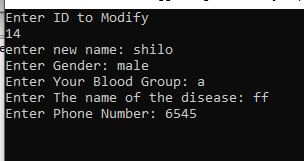 Enter ID to Modify
14
enter new name: shilo
Enter Gender: male
Enter Your Blood Group: a
Enter The name of the disease: ff
Enter Phone Number: 6545